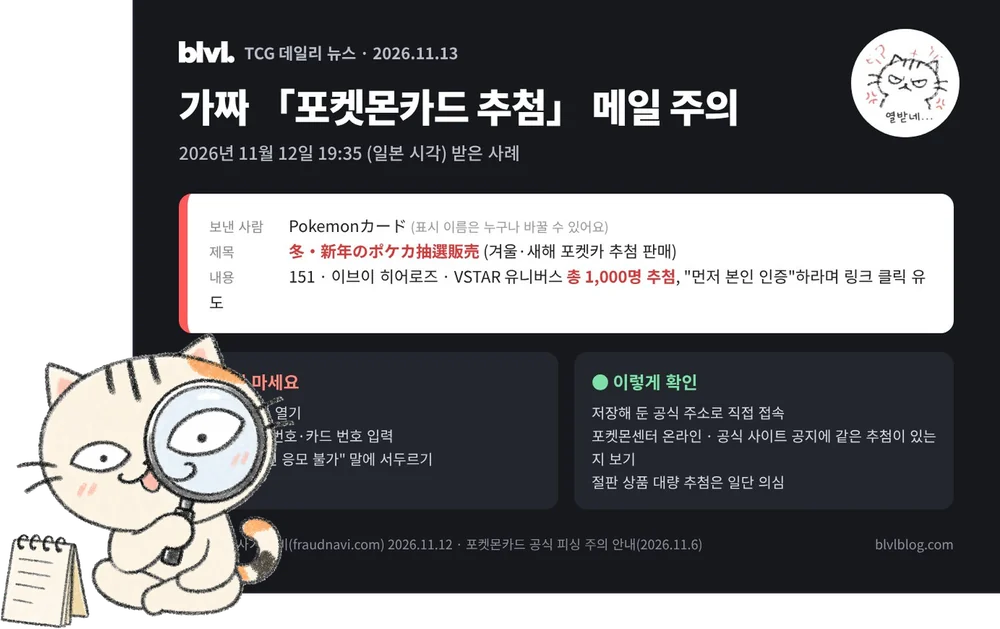 blvl. TCG 데일리 뉴스 · 2026.11.13
가짜 「포켓몬카드 추첨」 메일 주의
2026년 11월 12일 19:35 (일본 시각) 받은 사례
열받네...
보낸 사람 Pokemonカード (표시 이름은 누구나 바꿀 수 있어요)
제목 冬・新年のポケカ抽選販売 (겨울·새해 포켓카 추첨 판매)
내용 151 · 이브이 히어로즈 · VSTAR 유니버스 총 1,000명 추첨, "먼저 본인 인증"하라며 링크 클릭 유
도
마세요
열기
번호·카드 번호 입력
응모 불가" 말에 서두르기
이렇게 확인
저장해 둔 공식 주소로 직접 접속
포켓몬센터 온라인 · 공식 사이트 공지에 같은 추첨이 있는
지 보기
절판 상품 대량 추첨은 일단 의심
(fraudnavi.com) 2026.11.12 · 포켓몬카드 공식 피싱 주의 안내(2026.11.6)
blvlblog.com